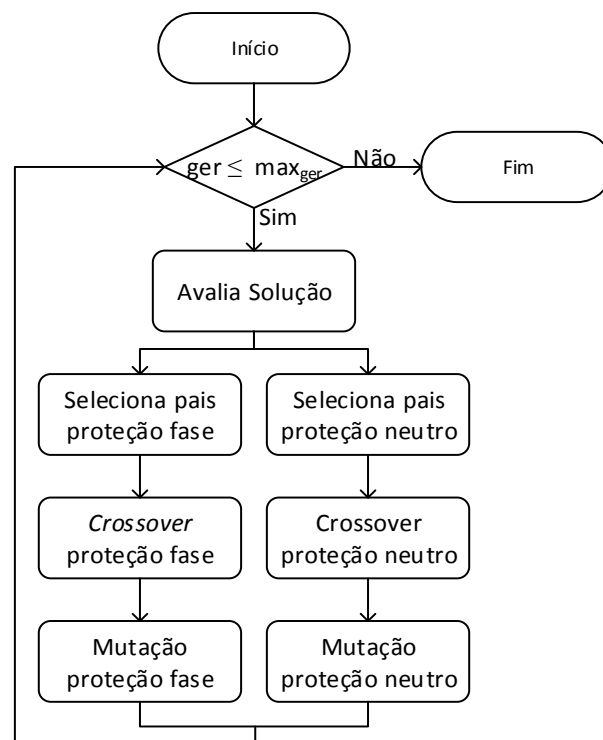 Início
ger ≤ max_ger
Não
Fim
Sim
Avalia Solução
Seleciona pais
proteção fase
Seleciona pais
proteção neutro
Crossover
proteção fase
Crossover
proteção neutro
Mutação
proteção fase
Mutação
proteção neutro